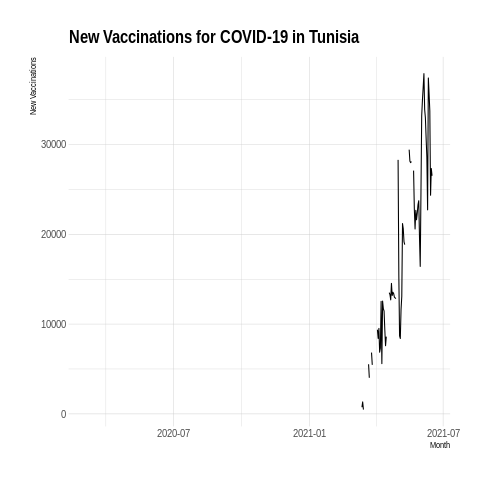 New Vaccinations for COVID-19 in Tunisia
New Vaccinations
30000
20000
10000
0
2020-07 2021-01 2021-07
Month